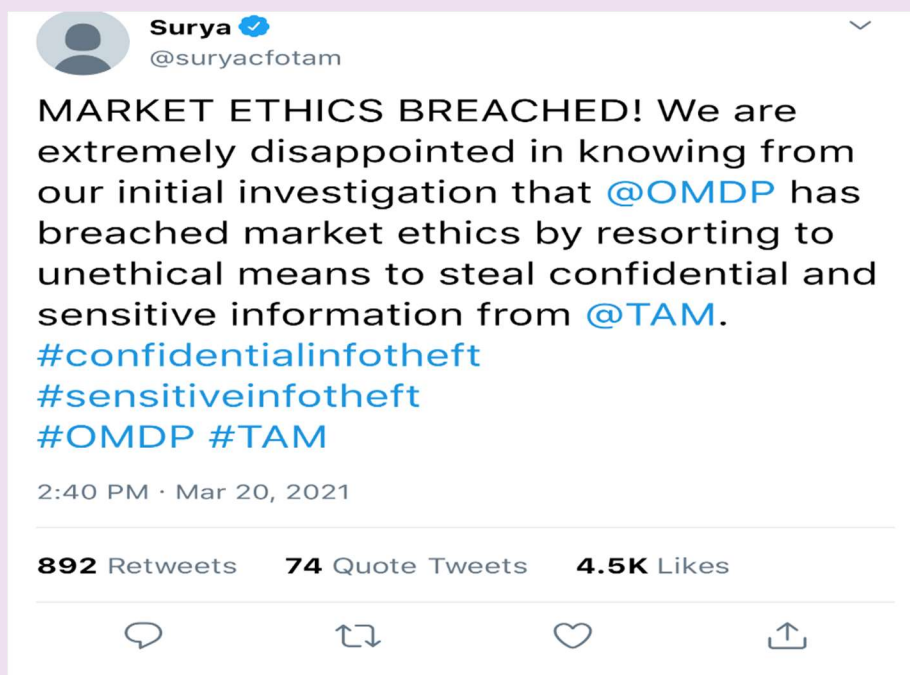 Surya
@suryacfotam
MARKET ETHICS BREACHED! We are
extremely disappointed in knowing from
our initial investigation that @OMDP has
breached market ethics by resorting to
unethical means to steal confidential and
sensitive information from @TAM.
#confidentialinfotheft
#sensitiveinfotheft
#OMDP #TAM
2:40 PM · Mar 20, 2021
892 Retweets 74 Quote Tweets 4.5K Likes